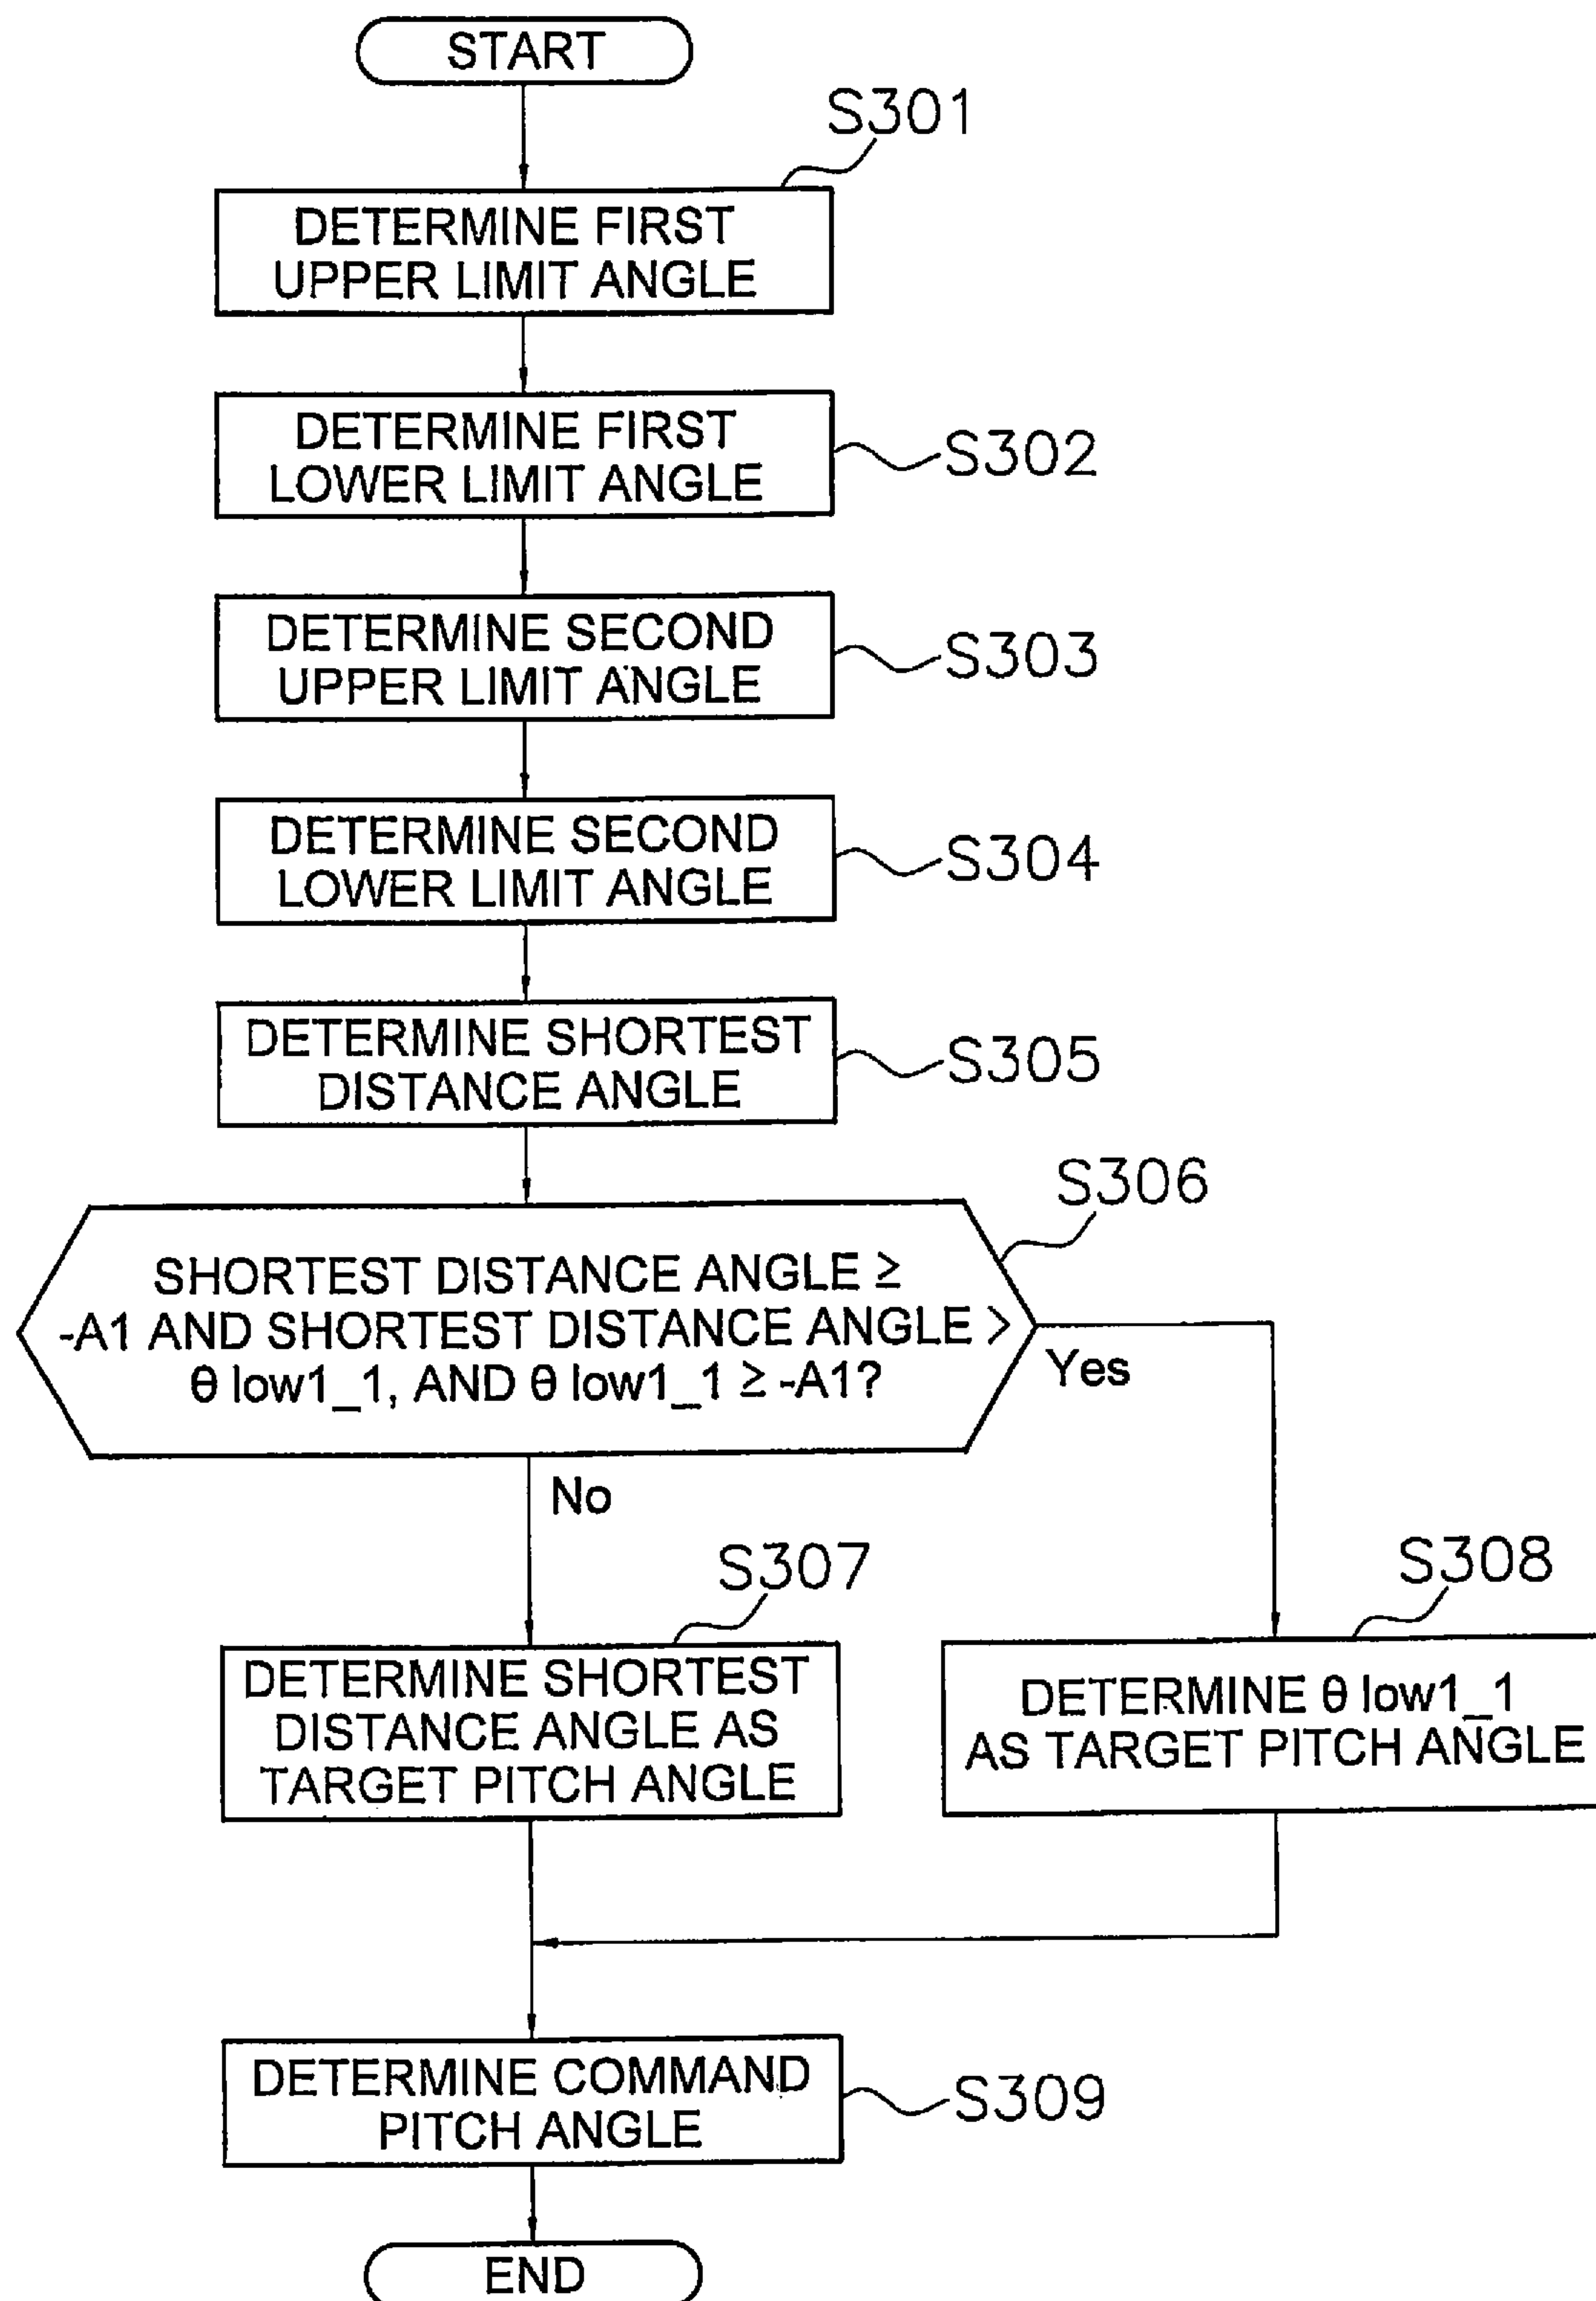 START
S301
DETERMINE FIRST
UPPER LIMIT ANGLE
DETERMINE FIRST
LOWER LIMIT ANGLE
S302
DETERMINE SECOND
UPPER LIMIT ANGLE
S303
DETERMINE SECOND
LOWER LIMIT ANGLE
S304
DETERMINE SHORTEST
DISTANCE ANGLE
S305
S306
SHORTEST DISTANCE ANGLE ≥
-A1 AND SHORTEST DISTANCE ANGLE >
θ low1_1, AND θ low1_1 ≥ -A1?
Yes
No
S307
DETERMINE SHORTEST
DISTANCE ANGLE AS
TARGET PITCH ANGLE
S308
DETERMINE θ low1_1
AS TARGET PITCH ANGLE
DETERMINE COMMAND
PITCH ANGLE
S309
END